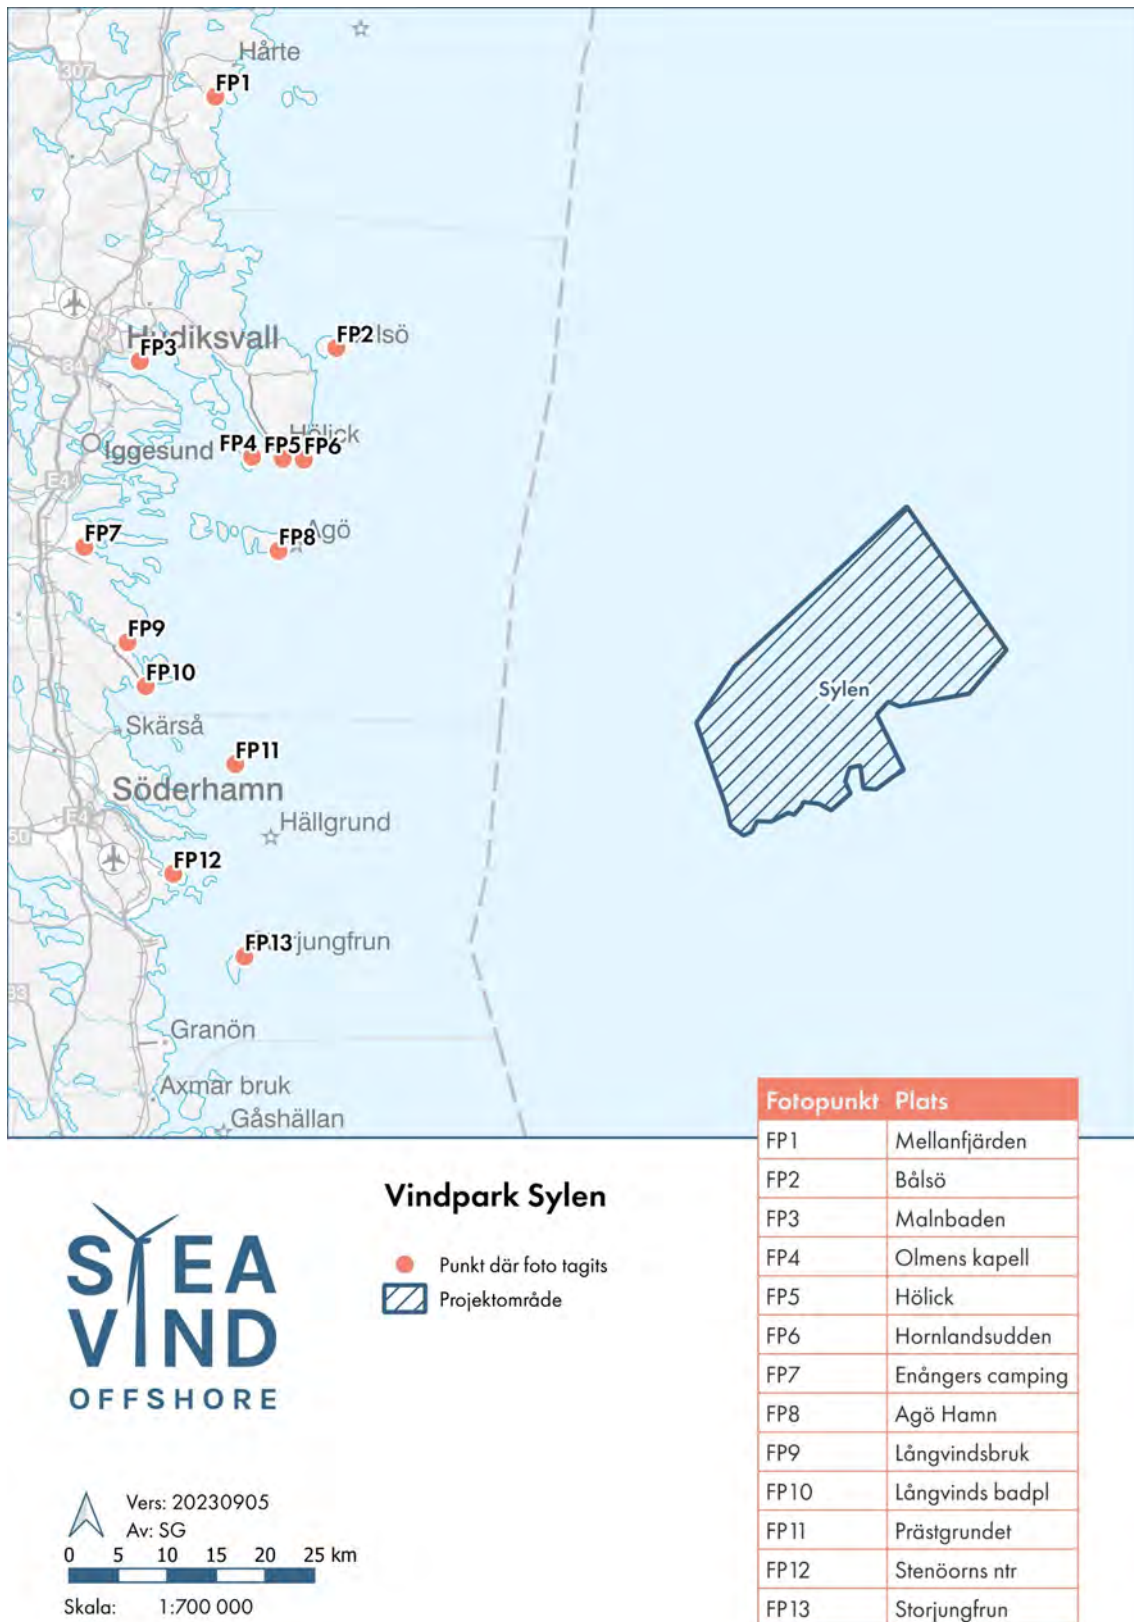 Hårte
307
FP1
Hudiksvall
FP2
lsö
FP3
84
Hölick
FP4
FP5
FP6
Iggesund
E4
FP7
Agö
FP8
FP9
FP10
Skärså
FP11
Söderhamn
E4
Hällgrund
50
FP12
FP13
rjungfrun
83
Granön
Axmar bruk
Gåshällan
Sylen
Fotopunkt Plats
FP1 Mellanfjärden
FP2 Bålsö
FP3 Malnbaden
FP4 Olmens kapell
FP5 Hölick
FP6 Hornlandsudden
FP7 Enångers camping
FP8 Agö Hamn
FP9 Långvindsbruk
FP10 Långvinds badpl
FP11 Prästgrundet
FP12 Stenöorns ntr
FP13 Storjungfrun
Vindpark Sylen
Punkt där foto tagits
Projektområde
SVEA
VIND
OFFSHORE
Vers: 20230905
Av: SG
0 5 10 15 20 25 km
Skala: 1:700 000